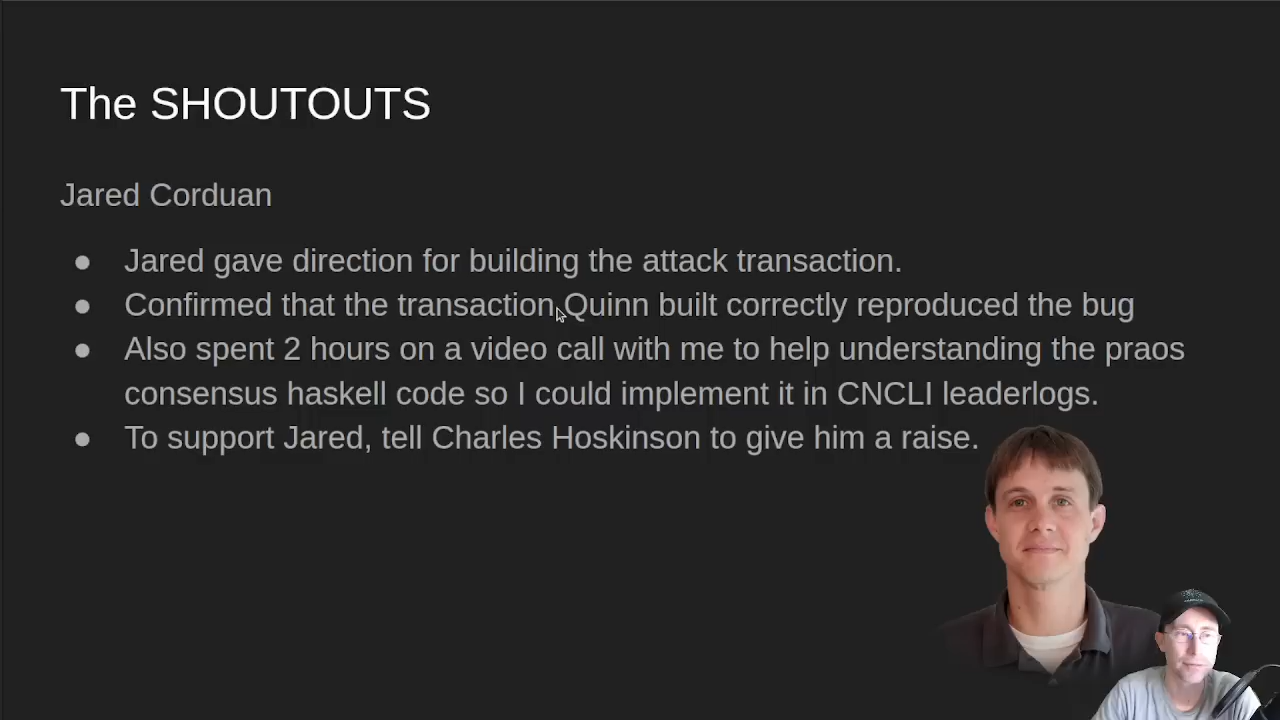 The SHOUTOUTS
Jared Corduan
● Jared gave direction for building the attack transaction.
● Confirmed that the transaction Quinn built correctly reproduced the bug
● Also spent 2 hours on a video call with me to help understanding the praos
consensus haskell code so I could implement it in CNCLI leaderlogs.
● To support Jared, tell Charles Hoskinson to give him a raise.